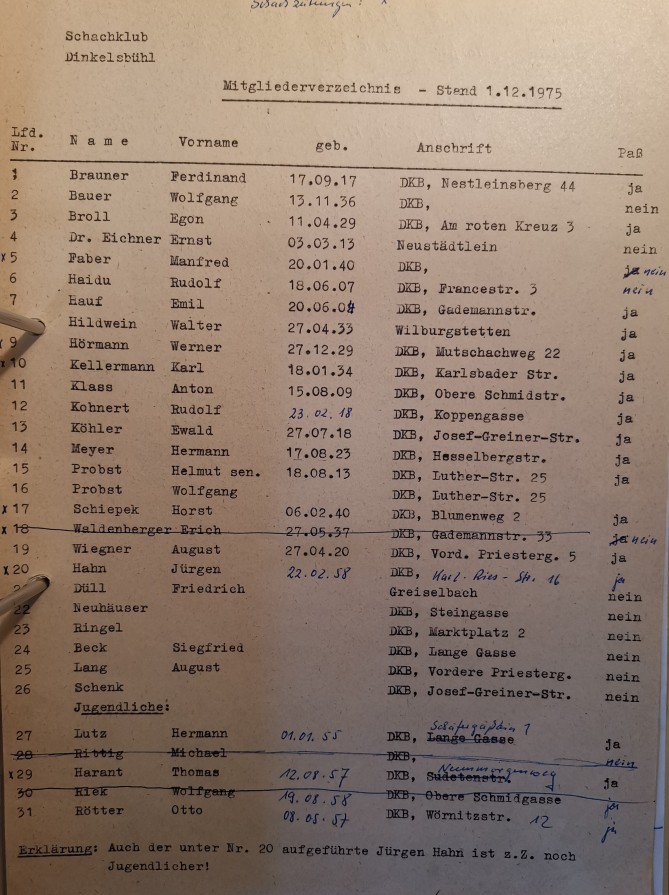 Schachklub
Dinkelsbühl
Mitgliederverzeichnis - Stand 1.12.1975
Lfd. Nr. Name Vorname geb. Anschrift Paß
1 Brauner Ferdinand 17.09.17 DKB, Nestleinsberg 44 ja
2 Bauer Wolfgang 13.11.36 DKB, nein
3 Broll Egon 11.04.29 DKB, Am roten Kreuz 3 ja
4 Dr. Eichner Ernst 03.03.13 Neustädtlein nein
x 5 Faber Manfred 20.01.40 DKB, ja nein
6 Haidu Rudolf 18.06.07 DKB, Francestr. 3 nein
7 Hauf Emil 20.06.04 DKB, Gademannstr. ja
Hildwein Walter 27.04.33 Wilburgstetten ja
x 9 Hörmann Werner 27.12.29 DKB, Mutschachweg 22 ja
x 10 Kellermann Karl 18.01.34 DKB, Karlsbader Str. ja
11 Klass Anton 15.08.09 DKB, Obere Schmidstr. ja
12 Kohnert Rudolf 23.02.18 DKB, Koppengasse ja
13 Köhler Ewald 27.07.18 DKB, Josef-Greiner-Str. ja
14 Meyer Hermann 17.08.23 DKB, Hesselbergstr. ja
15 Probst Helmut sen. 18.08.13 DKB, Luther-Str. 25 ja
16 Probst Wolfgang DKB, Luther-Str. 25
x 17 Schiepek Horst 06.02.40 DKB, Blumenweg 2 ja
x 18 Waldenberger Erich 27.05.37 DKB, Gademannstr. 33 ja nein
19 Wiegner August 27.04.20 DKB, Vord. Priesterg. 5 ja
x 20 Hahn Jürgen 22.02.58 DKB, Karl-Ries-Str. 16 ja
Düll Friedrich Greiselbach nein
22 Neuhäuser DKB, Steingasse nein
23 Ringel DKB, Marktplatz 2 nein
24 Beck Siegfried DKB, Lange Gasse nein
25 Lang August DKB, Vordere Priesterg. nein
26 Schenk DKB, Josef-Greiner-Str. nein
Jugendliche:
27 Lutz Hermann 01.01.55 DKB, Lange Gasse ja
28 Rittig Michael DKB, nein
x 29 Harant Thomas 12.08.57 DKB, Sudetenstr. ja
30 Riek Wolfgang 19.08.58 DKB, Obere Schmidgasse ja
31 Rötter Otto 08.05.57 DKB, Wörnitzstr. 12 ja
Erklärung: Auch der unter Nr. 20 aufgeführte Jürgen Hahn ist z.Z. noch
Jugendlicher!